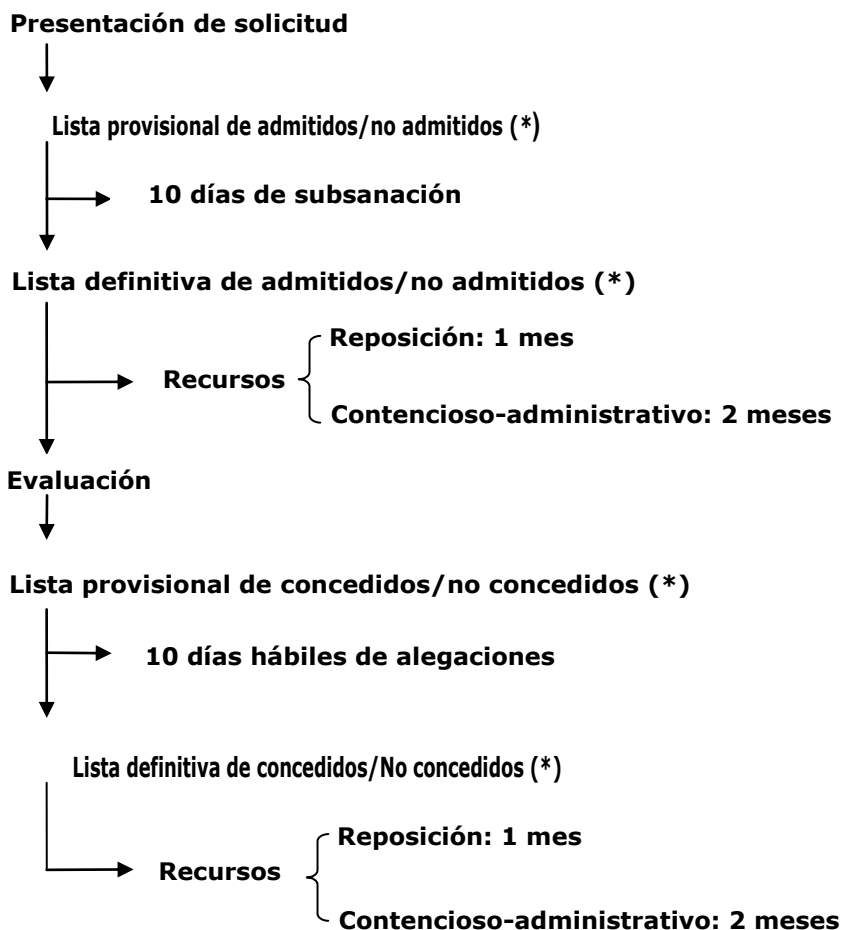 Presentación de solicitud
Lista provisional de admitidos/no admitidos (*)
10 días de subsanación
Lista definitiva de admitidos/no admitidos (*)
Reposición: 1 mes
Recursos
Contencioso-administrativo: 2 meses
Evaluación
Lista provisional de concedidos/no concedidos (*)
10 días hábiles de alegaciones
Lista definitiva de concedidos/No concedidos (*)
Reposición: 1 mes
Recursos
Contencioso-administrativo: 2 meses